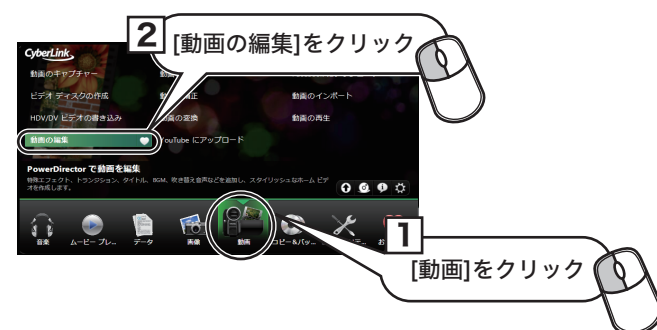 2 [動画の編集]をクリック
CyberLink
動画のキャプチャー
ビデオ ディスクの作成
動画のインポート
HDV/DV ビデオの書き込み
動画の変換
動画の再生
動画の編集
YouTube にアップロード
PowerDirector で動画を編集
特殊エフェクト、トランジション、タイトル、BGM、吹き替え音声などを追加し、スタイリッシュなホーム ビデ
オを作成します。
音楽
ムービー プレ...
データ
画像
動画
コピー&バッ...
1
[動画]をクリック